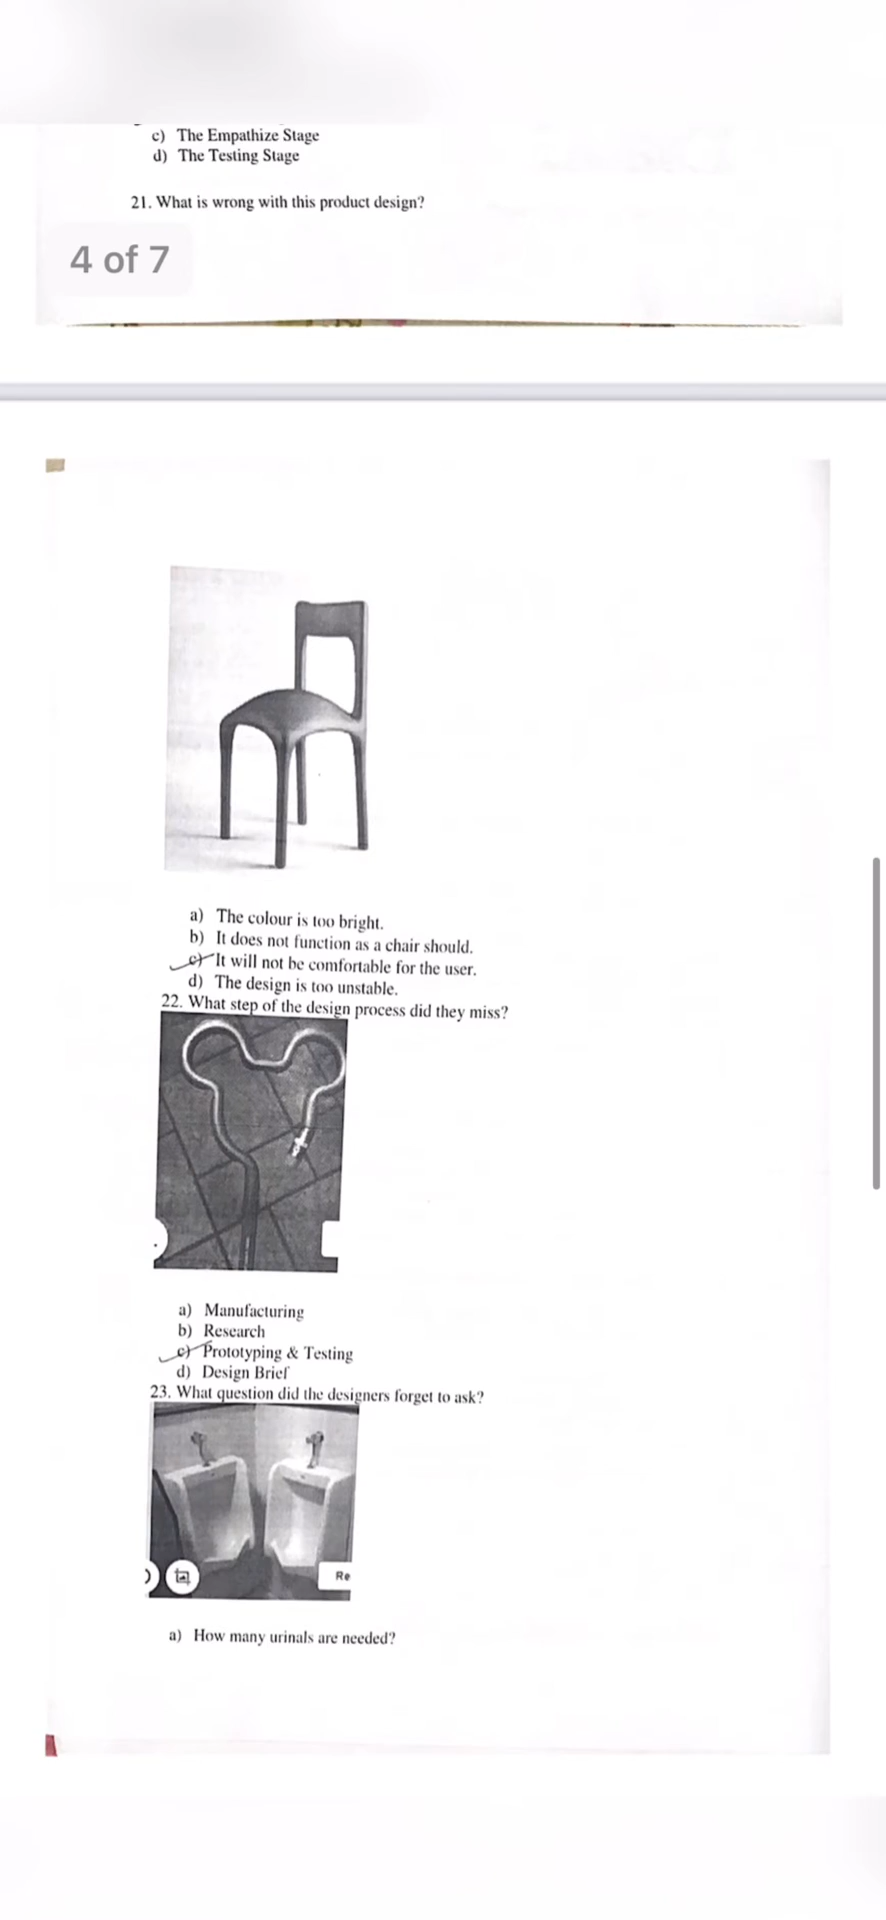 c) The Empathize Stage
d) The Testing Stage
21. What is wrong with this product design?
4 of 7
a) The colour is too bright.
b) It does not function as a chair should.
c) It will not be comfortable for the user.
d) The design is too unstable.
22. What step of the design process did they miss?
a) Manufacturing
b) Research
c) Prototyping & Testing
d) Design Brief
23. What question did the designers forget to ask?
Re
a) How many urinals are needed?